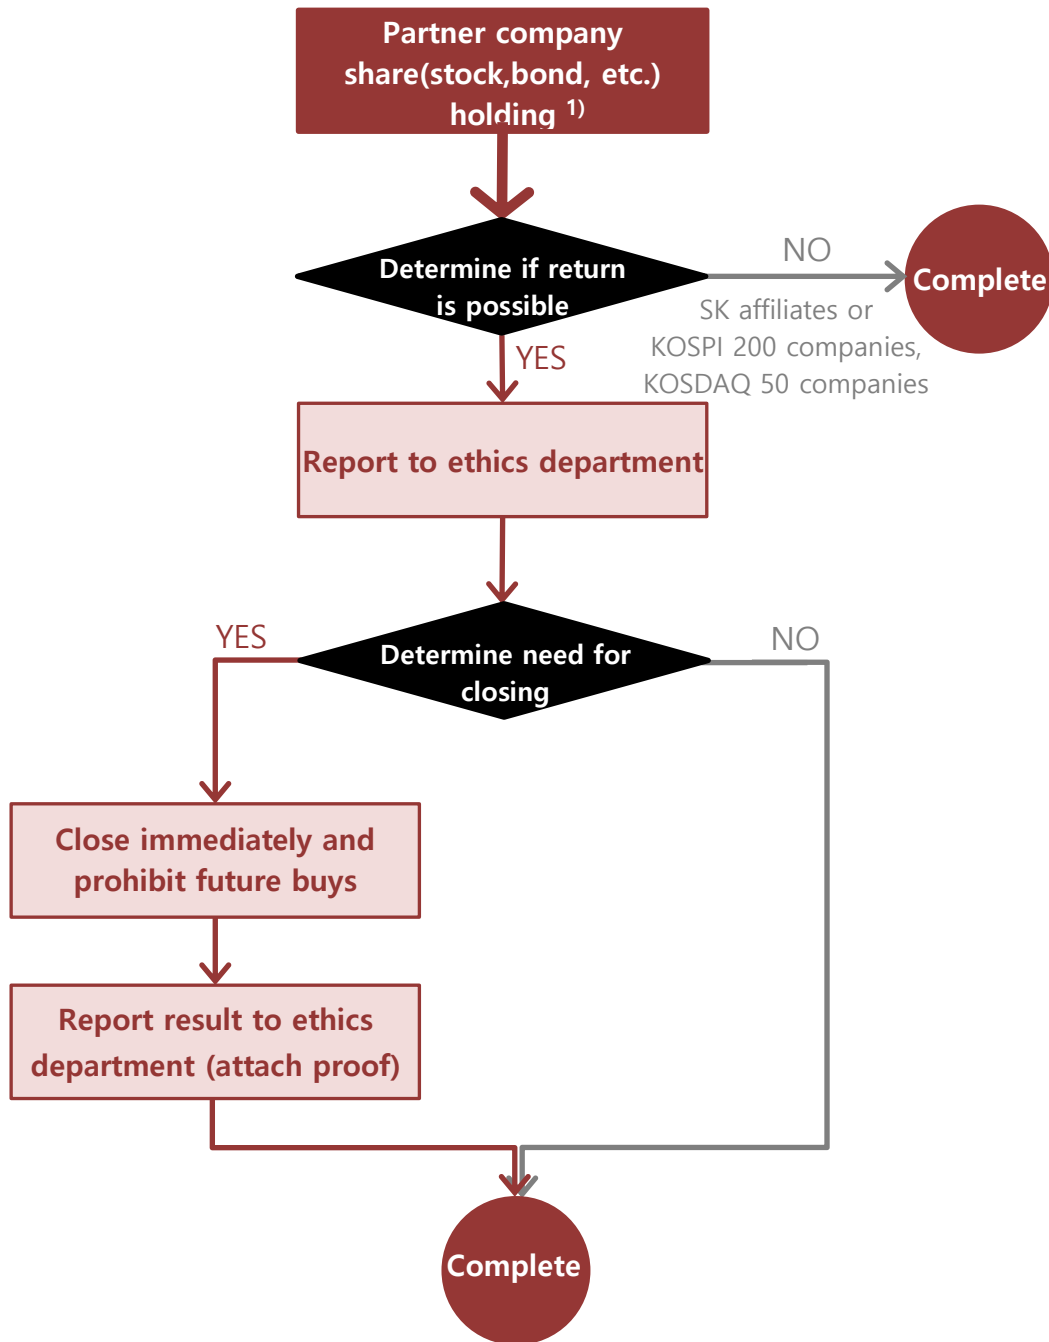 Partner company
share(stock,bond, etc.)
holding 1)
Determine if return
is possible
NO
Complete
SK affiliates or
KOSPI 200 companies,
KOSDAQ 50 companies
YES
Report to ethics department
YES
Determine need for
closing
NO
Close immediately and
prohibit future buys
Report result to ethics
department (attach proof)
Complete